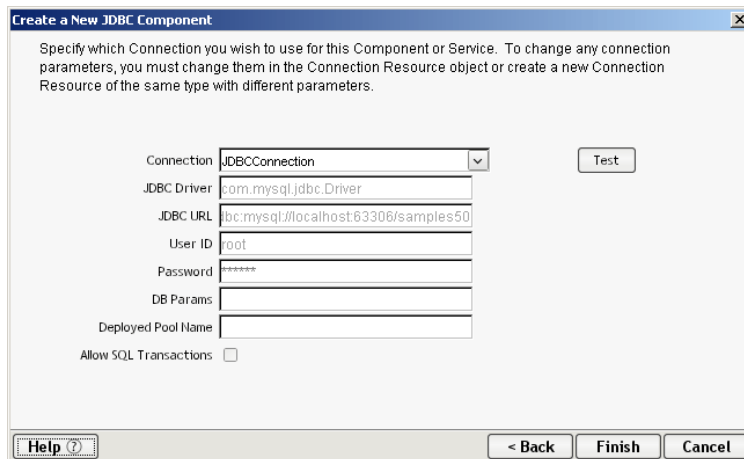 Create a New JDBC Component
Specify which Connection you wish to use for this Component or Service. To change any connection
parameters, you must change them in the Connection Resource object or create a new Connection
Resource of the same type with different parameters.
Connection JDBCConnection Test
JDBC Driver com.mysql.jdbc.Driver
JDBC URL lbc:mysql://localhost:63306/samples50
User ID root
Password ******
DB Params
Deployed Pool Name
Allow SQL Transactions
Help ? < Back Finish Cancel